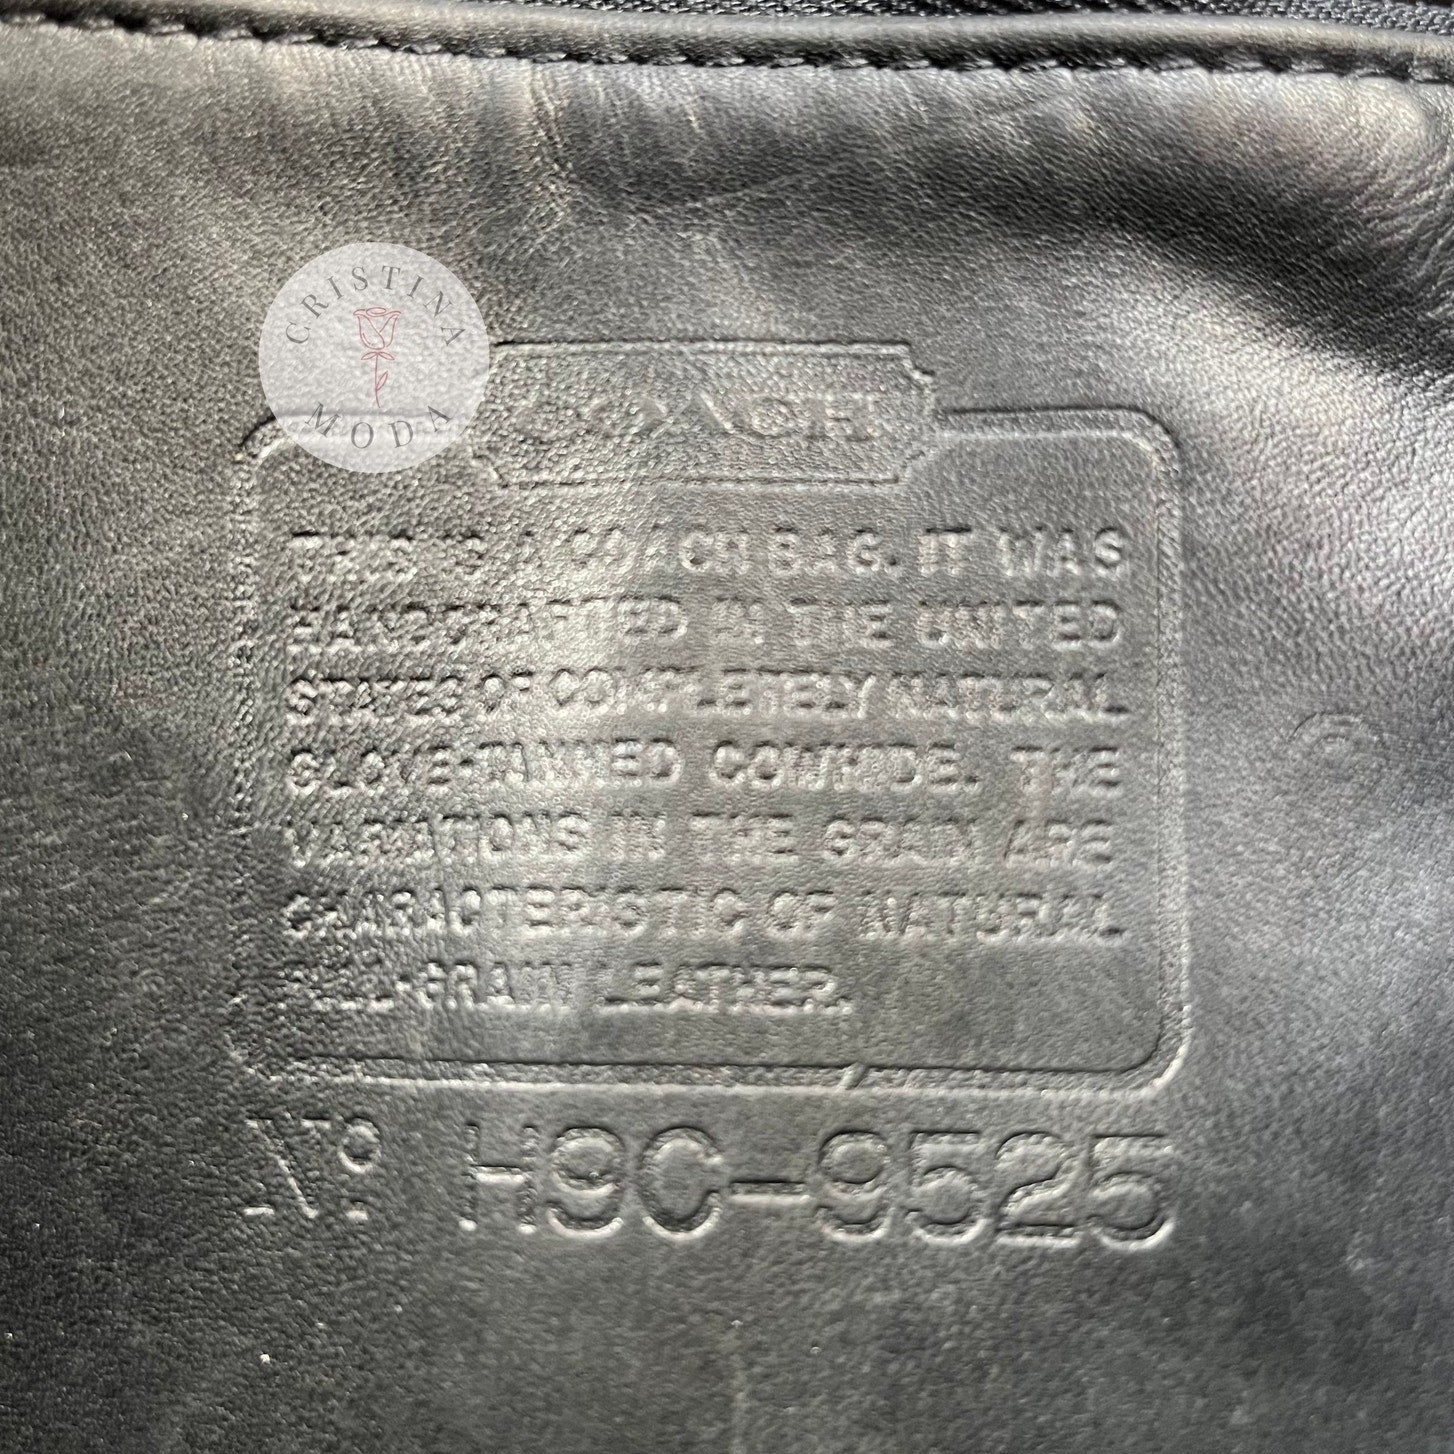 CRISTINA
MODA
COACH
THIS IS A COACH BAG. IT WAS
HANDCRAFTED IN THE UNITED
STATES OF COMPLETELY NATURAL
GLOVE-TANNED COWHIDE. THE
VARIATIONS IN THE GRAIN ARE
CHARACTERISTIC OF NATURAL
FULL-GRAIN LEATHER.
Nº H9C-9525